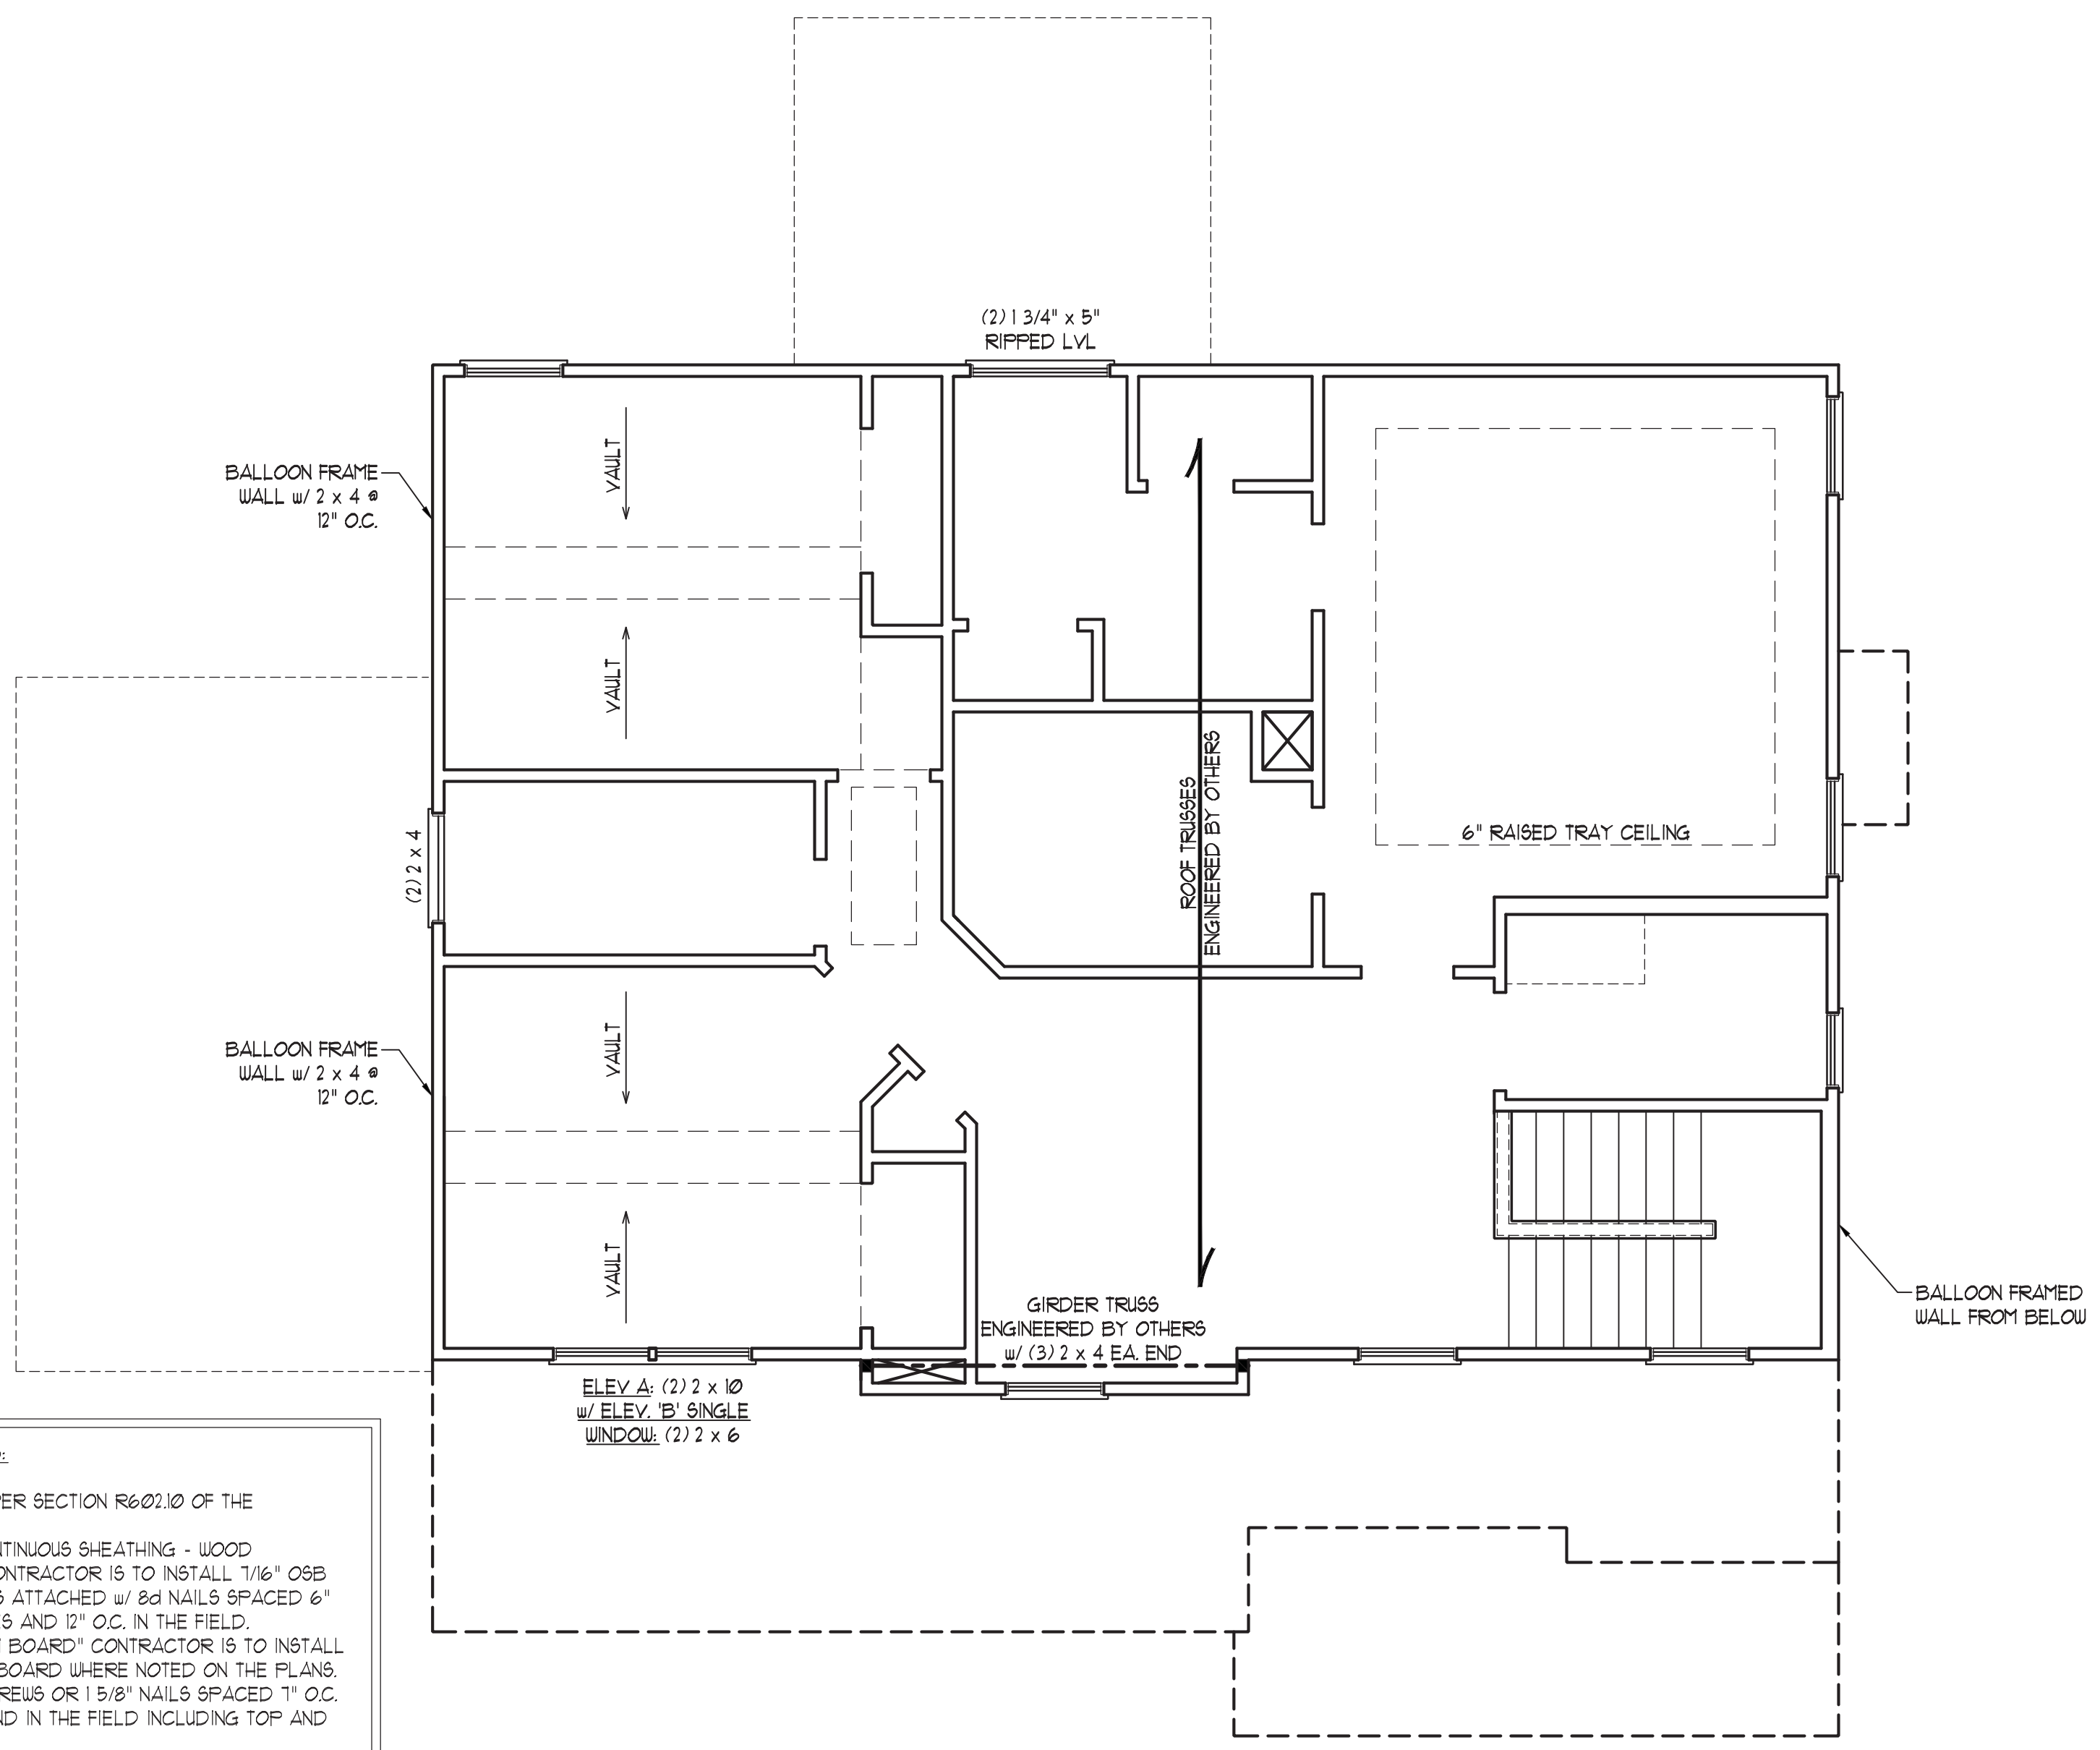 (2) 1 3/4" x 5"
RIPPED LVL
VAULT
BALLOON FRAME
WALL w/ 2 x 4 @
12" O.C.
VAULT
(2) 2 x 4
ROOF TRUSSES
ENGINEERED BY OTHERS
6" RAISED TRAY CEILING
VAULT
BALLOON FRAME
WALL w/ 2 x 4 @
12" O.C.
VAULT
BALLOON FRAMED
WALL FROM BELOW
GIRDER TRUSS
ENGINEERED BY OTHERS
w/ (3) 2 x 4 EA. END
ELEV A: (2) 2 x 10
w/ ELEV. 'B' SINGLE
WINDOW: (2) 2 x 6
PER SECTION R602.10 OF THE
SHEATHING - WOOD
IS TO INSTALL 7/16" OSB
ATTACHED w/ 8d NAILS SPACED 6"
AND 12" O.C. IN THE FIELD.
BOARD" CONTRACTOR IS TO INSTALL
BOARD WHERE NOTED ON THE PLANS.
OR 1 5/8" NAILS SPACED 7" O.C.
IN THE FIELD INCLUDING TOP AND